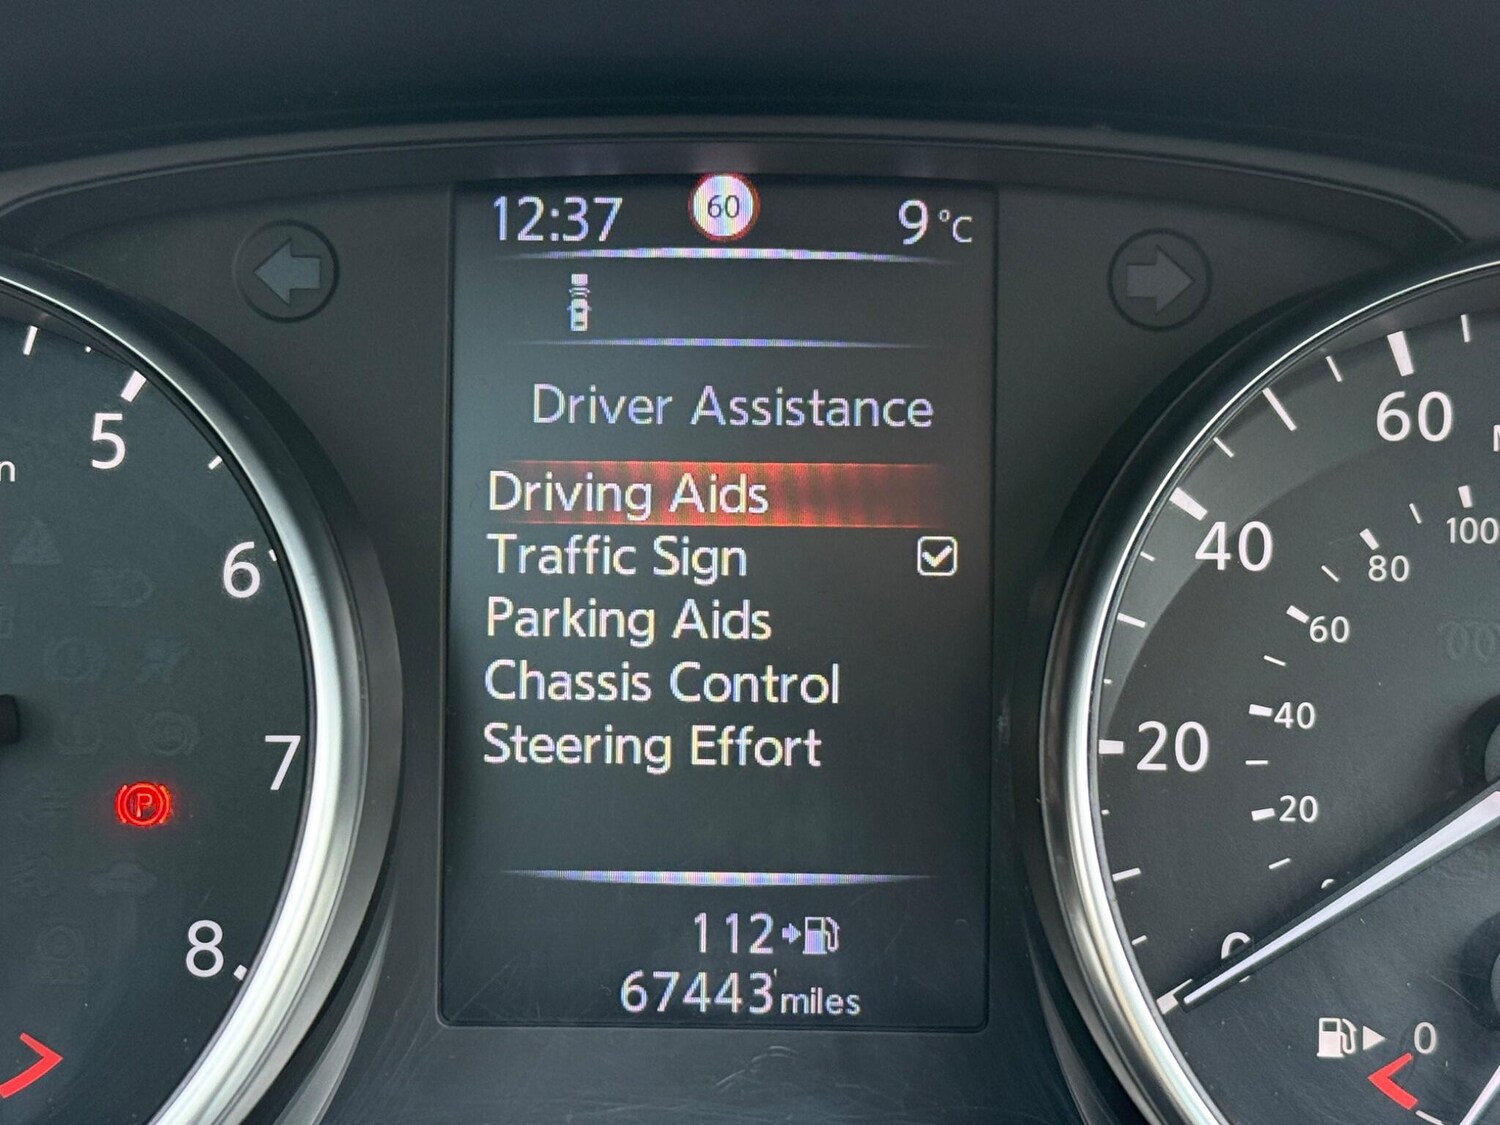 12:37 60 9 °C
Driver Assistance
Driving Aids
Traffic Sign
Parking Aids
Chassis Control
Steering Effort
112
67443 miles
5
6
7
8
P
0
20
40
60
20
40
60
80
100
0